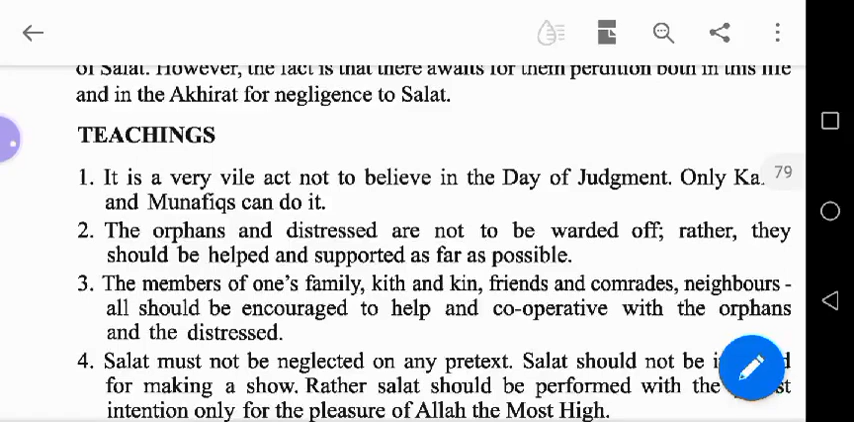 of Salat. However, the fact is that there awaits for them perdition both in this life
and in the Akhirat for negligence to Salat.
TEACHINGS
79
1. It is a very vile act not to believe in the Day of Judgment. Only
and Munafiqs can do it.
2. The orphans and distressed are not to be warded off; rather, they
should be helped and supported as far as possible.
3. The members of one's family, kith and kin, friends and comrades, neighbours -
all should be encouraged to help and co-operative with the orphans
and the distressed.
4. Salat must not be neglected on any pretext. Salat should not be
for making a show. Rather salat should be performed with the
intention only for the pleasure of Allah the Most High.